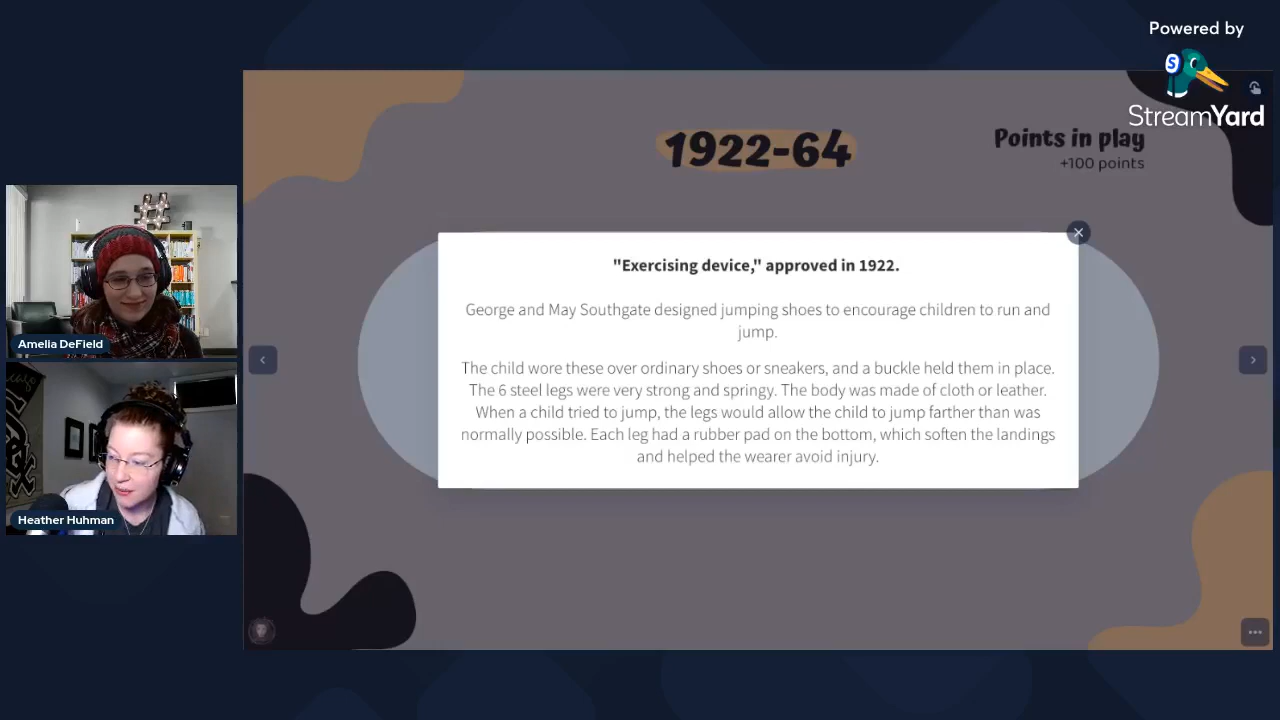 Powered by
StreamYard
1922-64
Points in play
+100 points
"Exercising device," approved in 1922.
George and May Southgate designed jumping shoes to encourage children to run and
jump.
The child wore these over ordinary shoes or sneakers, and a buckle held them in place.
The 6 steel legs were very strong and springy. The body was made of cloth or leather.
When a child tried to jump, the legs would allow the child to jump farther than was
normally possible. Each leg had a rubber pad on the bottom, which soften the landings
and helped the wearer avoid injury.
Amelia DeField
Heather Huhman